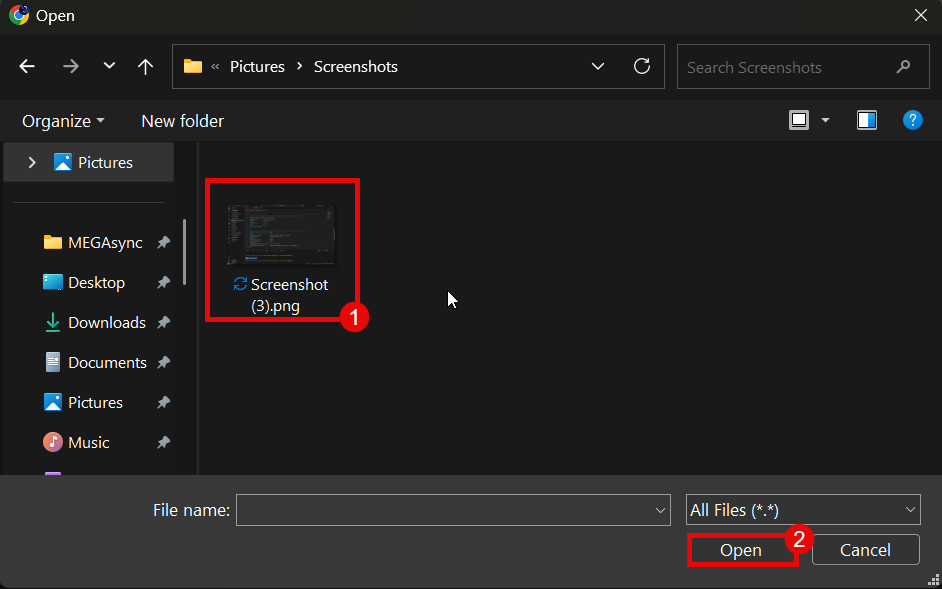 Open
« Pictures > Screenshots
Search Screenshots
Organize
New folder
?
Pictures
MEGAsync
Desktop
Downloads
Documents
Pictures
Music
Screenshot
(3).png
1
File name:
All Files (*.*)
Open
2
Cancel